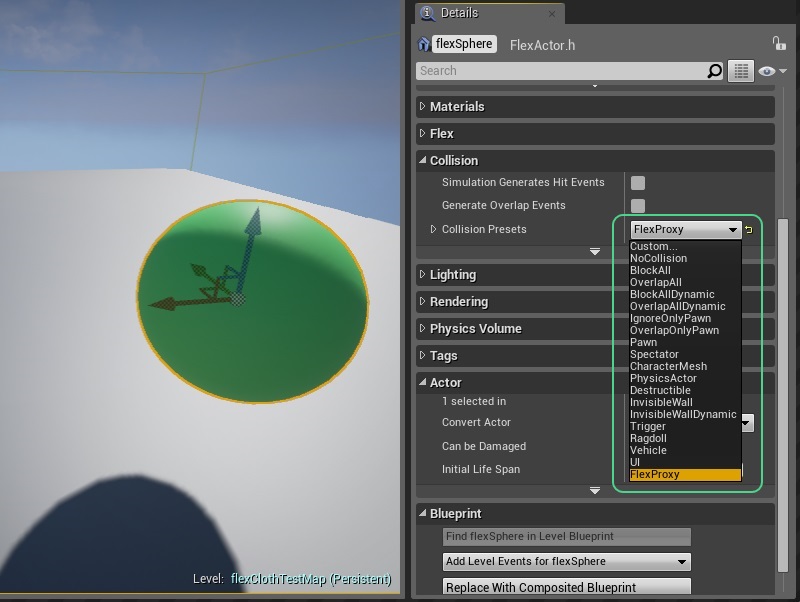 Level: flexClothTestMap (Persistent)
Details
flexSphere FlexActor.h
Search
Materials
Flex
Collision
Simulation Generates Hit Events
Generate Overlap Events
Collision Presets FlexProxy
Custom...
NoCollision
BlockAll
OverlapAll
BlockAllDynamic
OverlapAllDynamic
IgnoreOnlyPawn
OverlapOnlyPawn
Pawn
Spectator
CharacterMesh
PhysicsActor
Destructible
InvisibleWall
InvisibleWallDynamic
Trigger
Ragdoll
Vehicle
UI
FlexProxy
Lighting
Rendering
Physics Volume
Tags
Actor
1 selected in
Convert Actor
Can be Damaged
Initial Life Span
Blueprint
Find flexSphere in Level Blueprint
Add Level Events for flexSphere
Replace With Composited Blueprint